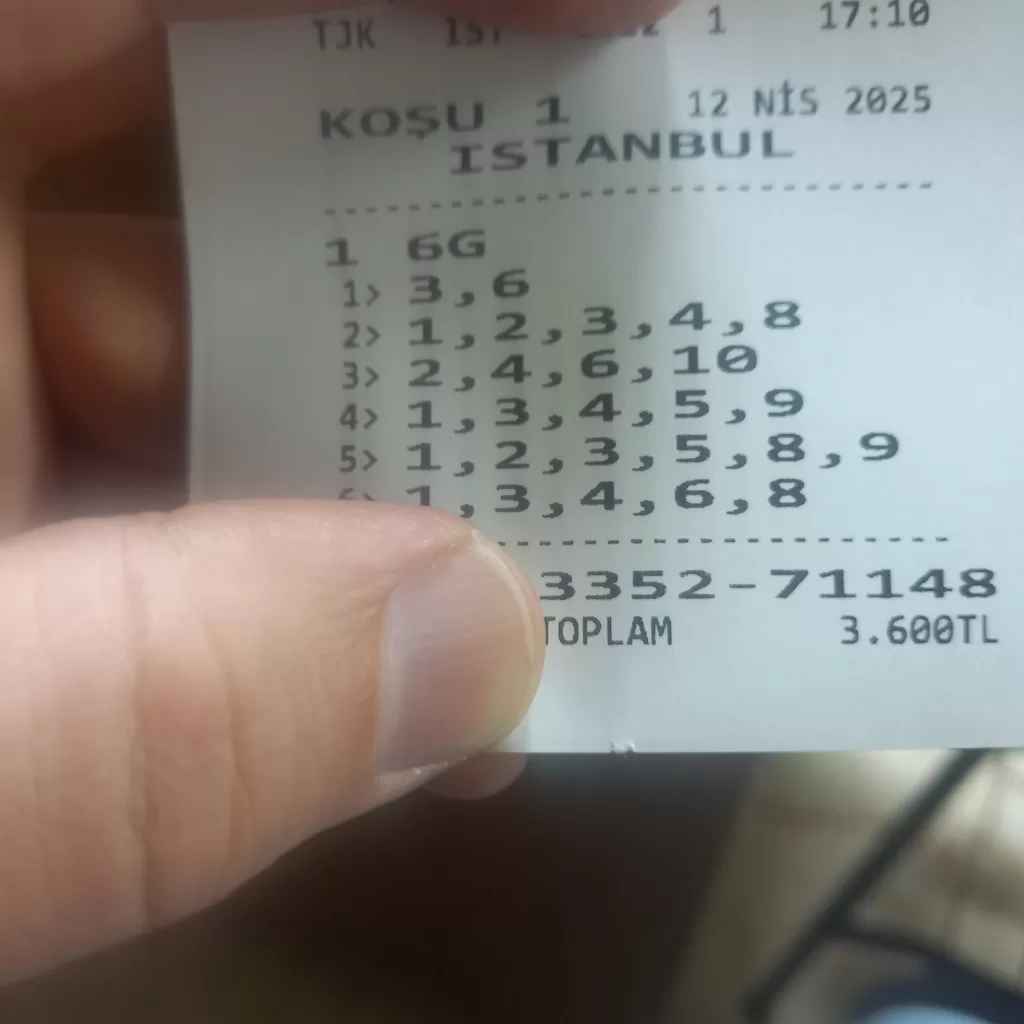 TJK IST 1 17:10
KOŞU 1 12 NİS 2025
ISTANBUL
--------------------------------
1 6G
1> 3,6
2> 1,2,3,4,8
3> 2,4,6,10
4> 1,3,4,5,9
5> 1,2,3,5,8,9
6> 1,3,4,6,8
--------------------------------
3352-71148
TOPLAM 3.600TL